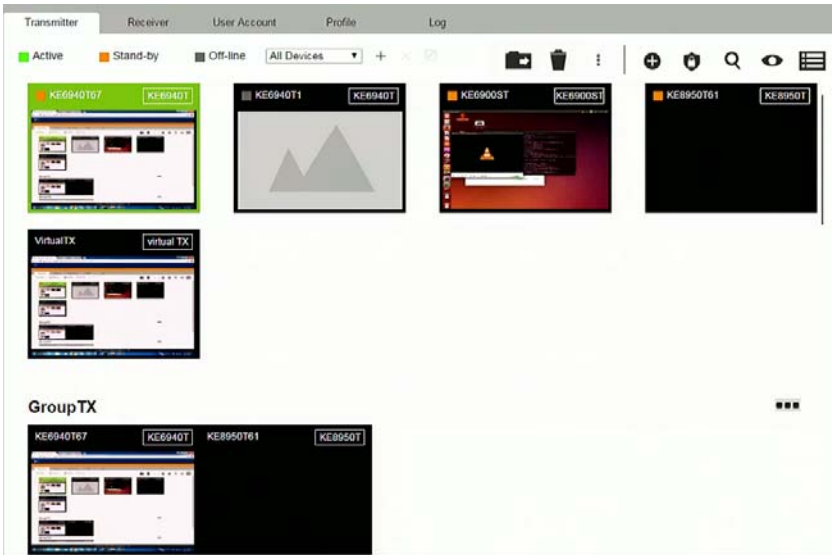 Transmitter Receiver User Account Profile Log
Active Stand-by Off-line All Devices
KE6940T67 KE6940T KE6940T1 KE6940T KE6900ST KE6900ST KE8950T61 KE8950T
VirtualTX virtual TX
GroupTX
KE6940T67 KE6940T KE8950T61 KE8950T